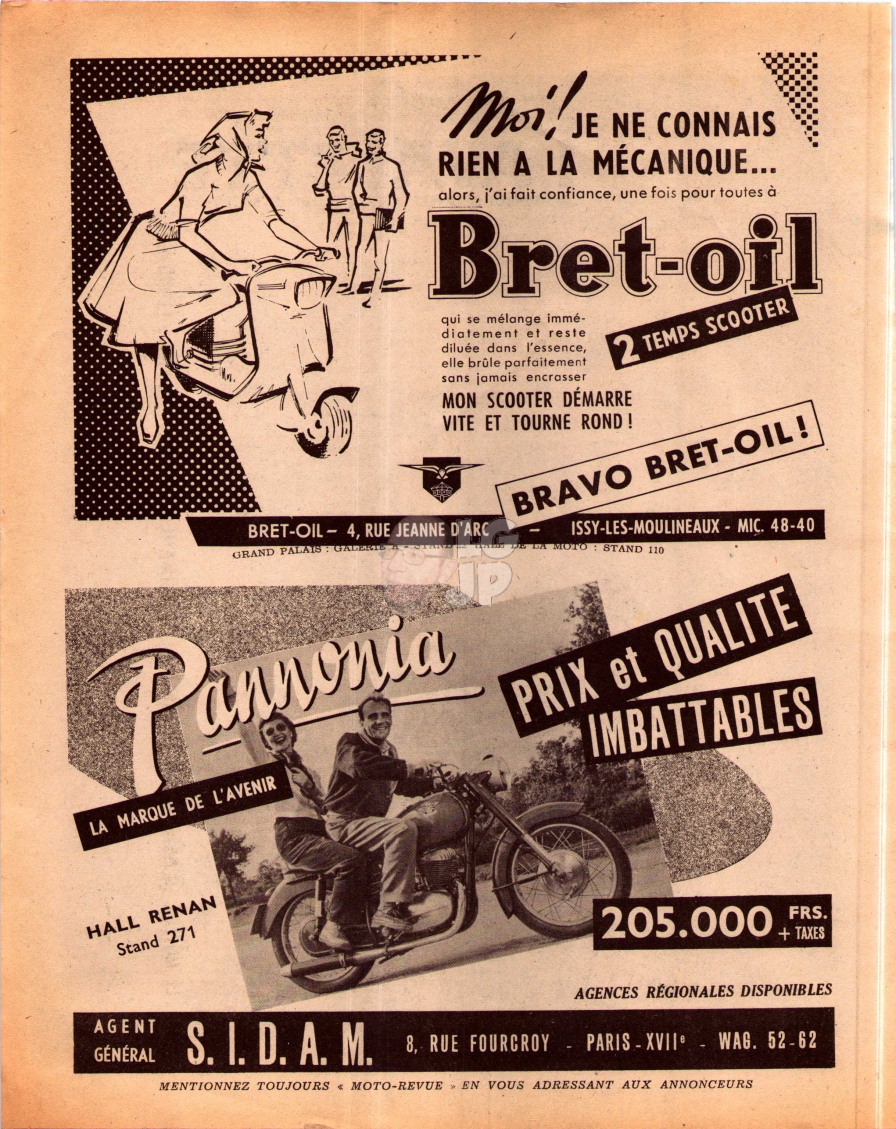 Moi! JE NE CONNAIS
RIEN A LA MÉCANIQUE...
alors, j'ai fait confiance, une fois pour toutes à
Bret-oil
2 TEMPS SCOOTER
qui se mélange immé-
diatement et reste
diluée dans l'essence,
elle brûle parfaitement
sans jamais encrasser
MON SCOOTER DÉMARRE
VITE ET TOURNE ROND !
BRAVO BRET-OIL !
BRET-OIL – 4, RUE JEANNE D'ARC – ISSY-LES-MOULINEAUX - MIC. 48-40
GRAND PALAIS : GALERIE A - STAND HALL DE LA MOTO : STAND 110
Pannonia
PRIX et QUALITE
IMBATTABLES
LA MARQUE DE L'AVENIR
HALL RENAN
Stand 271
205.000 FRS.
+ TAXES
AGENCES RÉGIONALES DISPONIBLES
AGENT
GÉNÉRAL
S. I. D. A. M. 8, RUE FOURCROY - PARIS-XVIIe - WAG. 52-62
MENTIONNEZ TOUJOURS « MOTO-REVUE » EN VOUS ADRESSANT AUX ANNONCEURS